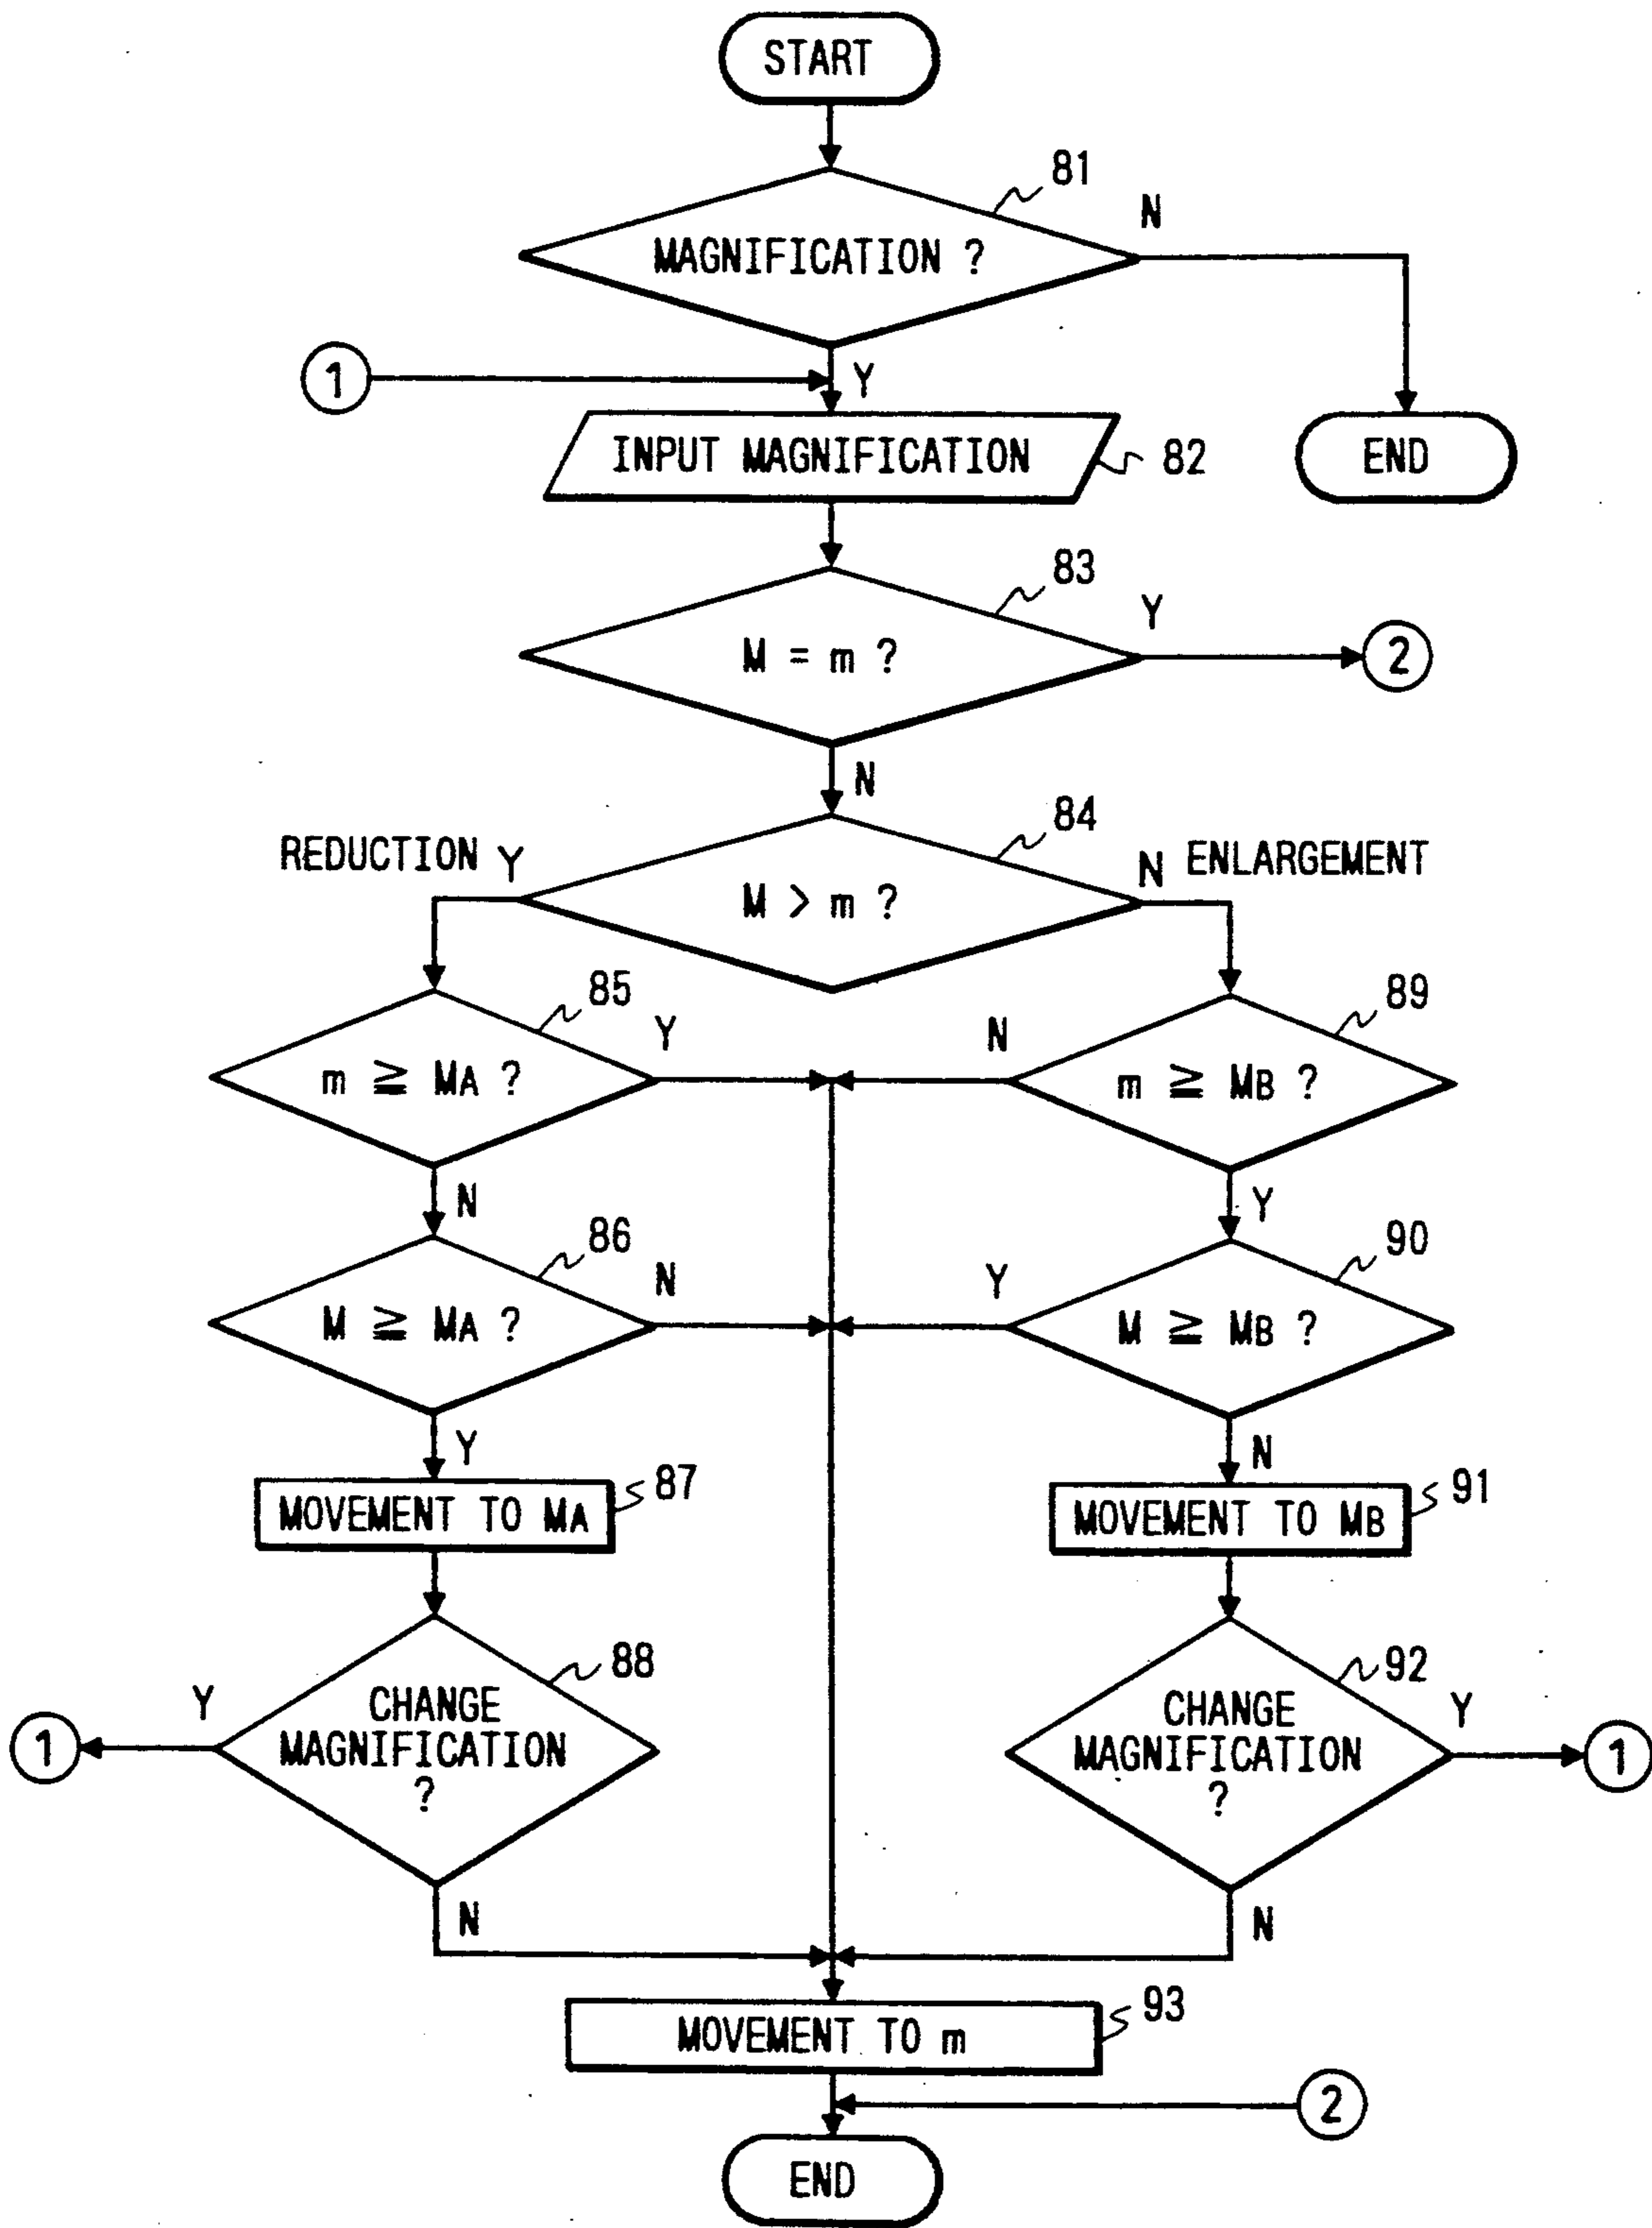 START
81
MAGNIFICATION ?
N
1
Y
INPUT MAGNIFICATION
82
END
83
M = m ?
Y
2
N
84
REDUCTION Y
M > m ?
N ENLARGEMENT
85
m ≧ MA ?
Y
89
N
m ≧ MB ?
N
Y
86
M ≧ MA ?
N
90
Y
M ≧ MB ?
Y
N
MOVEMENT TO MA
87
MOVEMENT TO MB
91
88
Y
CHANGE
MAGNIFICATION
?
1
92
CHANGE
MAGNIFICATION
?
Y
1
N
N
93
MOVEMENT TO m
2
END